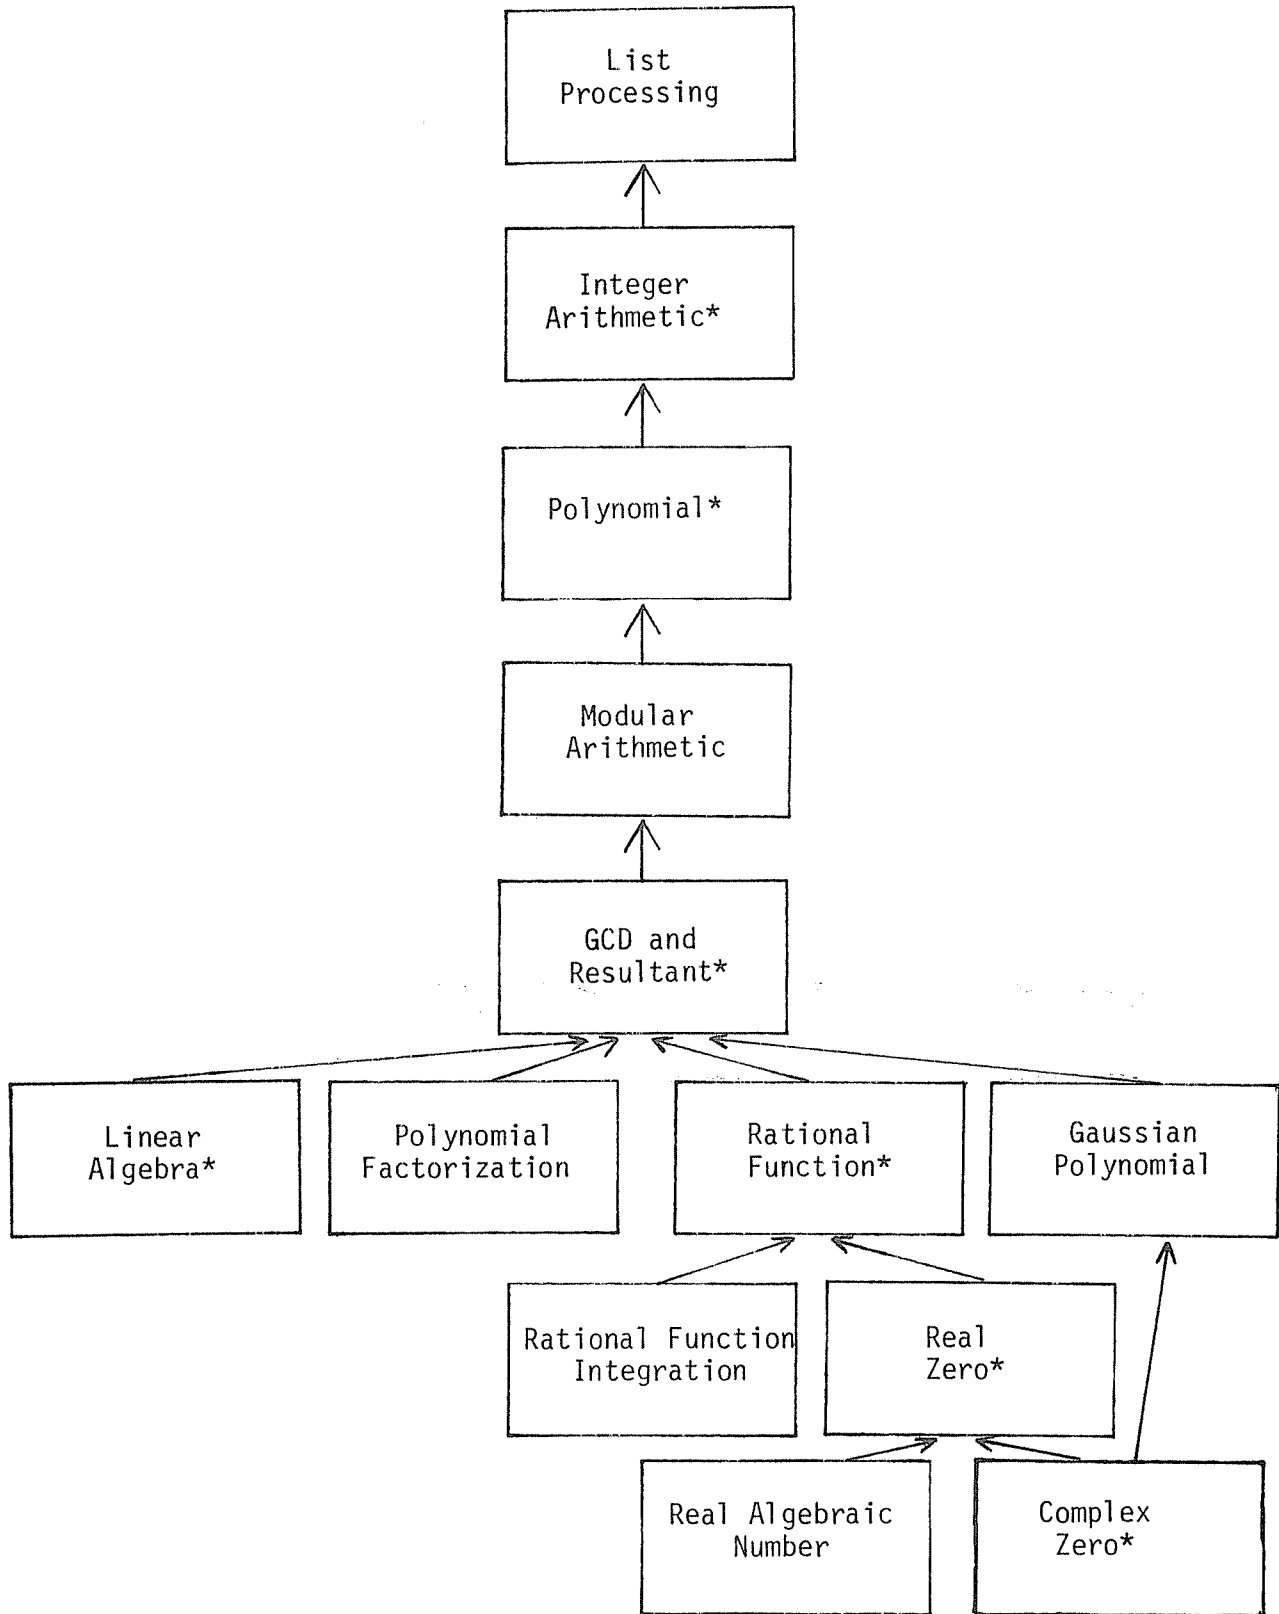 List
Processing
Integer
Arithmetic*
Polynomial*
Modular
Arithmetic
GCD and
Resultant*
Linear
Algebra*
Polynomial
Factorization
Rational
Function*
Gaussian
Polynomial
Rational Function
Integration
Real
Zero*
Real Algebraic
Number
Complex
Zero*